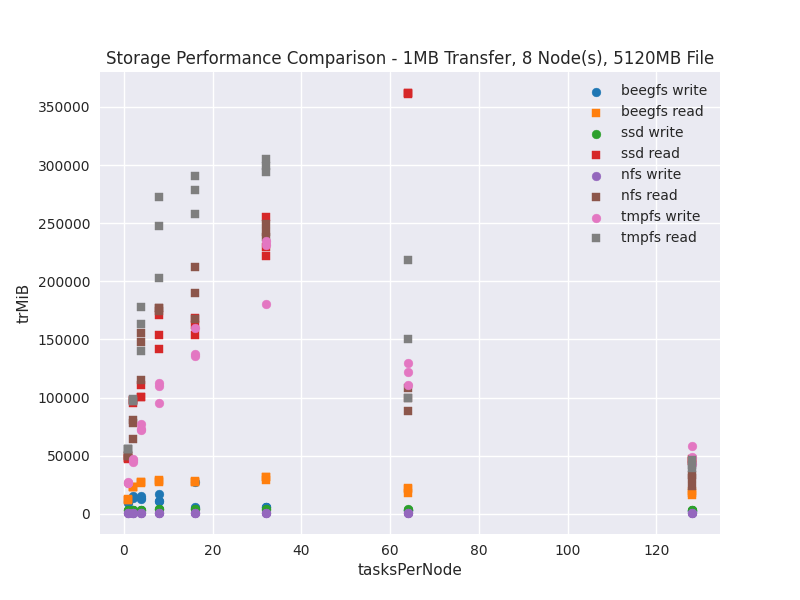 Storage Performance Comparison - 1MB Transfer, 8 Node(s), 5120MB File
350000
300000
250000
200000
150000
100000
50000
0
trMiB
beegfs write
beegfs read
ssd write
ssd read
nfs write
nfs read
tmpfs write
tmpfs read
0 20 40 60 80 100 120
tasksPerNode